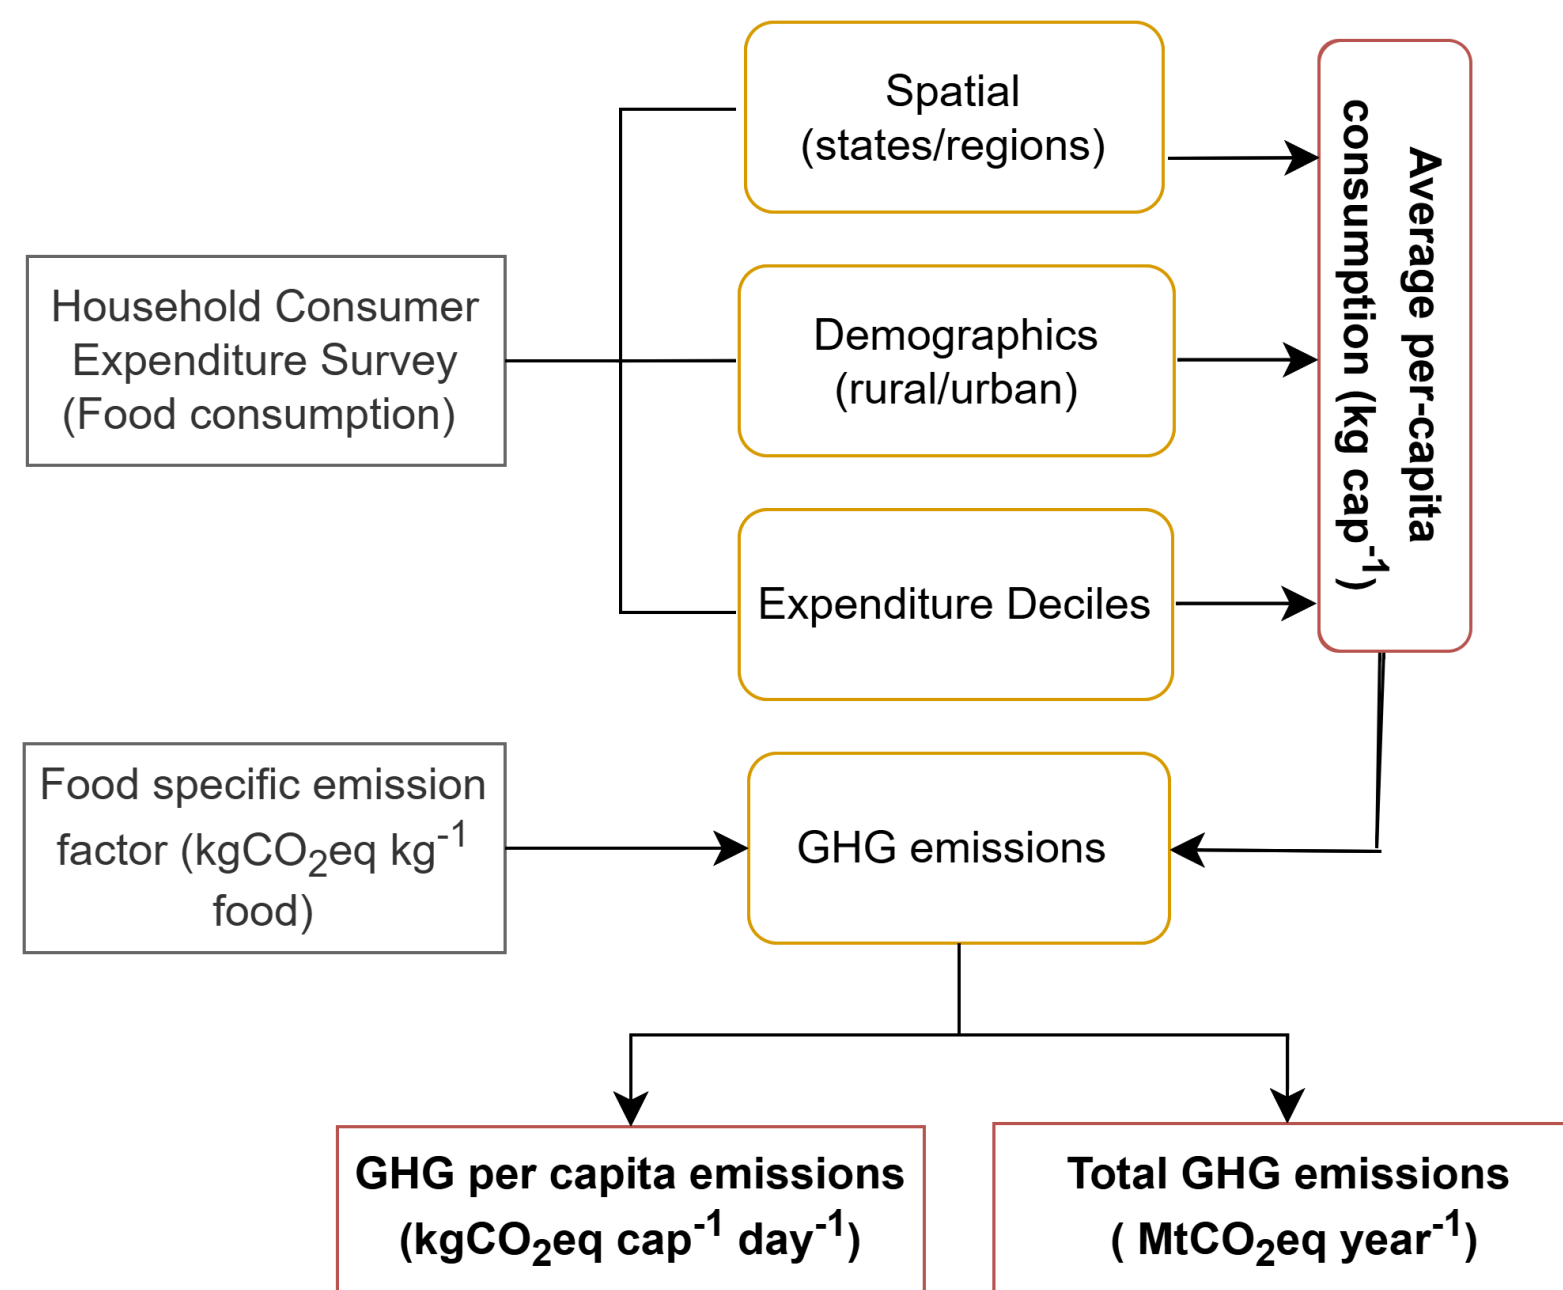 Spatial
(states/regions)
Average per-capita
consumption (kg cap⁻¹)
Household Consumer
Expenditure Survey
(Food consumption)
Demographics
(rural/urban)
Expenditure Deciles
Food specific emission
factor (kgCO₂eq kg⁻¹
food)
GHG emissions
GHG per capita emissions
(kgCO₂eq cap⁻¹ day⁻¹)
Total GHG emissions
( MtCO₂eq year⁻¹)